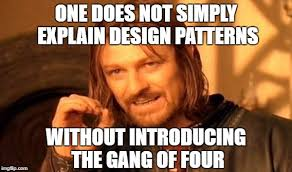 ONE DOES NOT SIMPLY
EXPLAIN DESIGN PATTERNS
WITHOUT INTRODUCING
THE GANG OF FOUR
imgflip.com